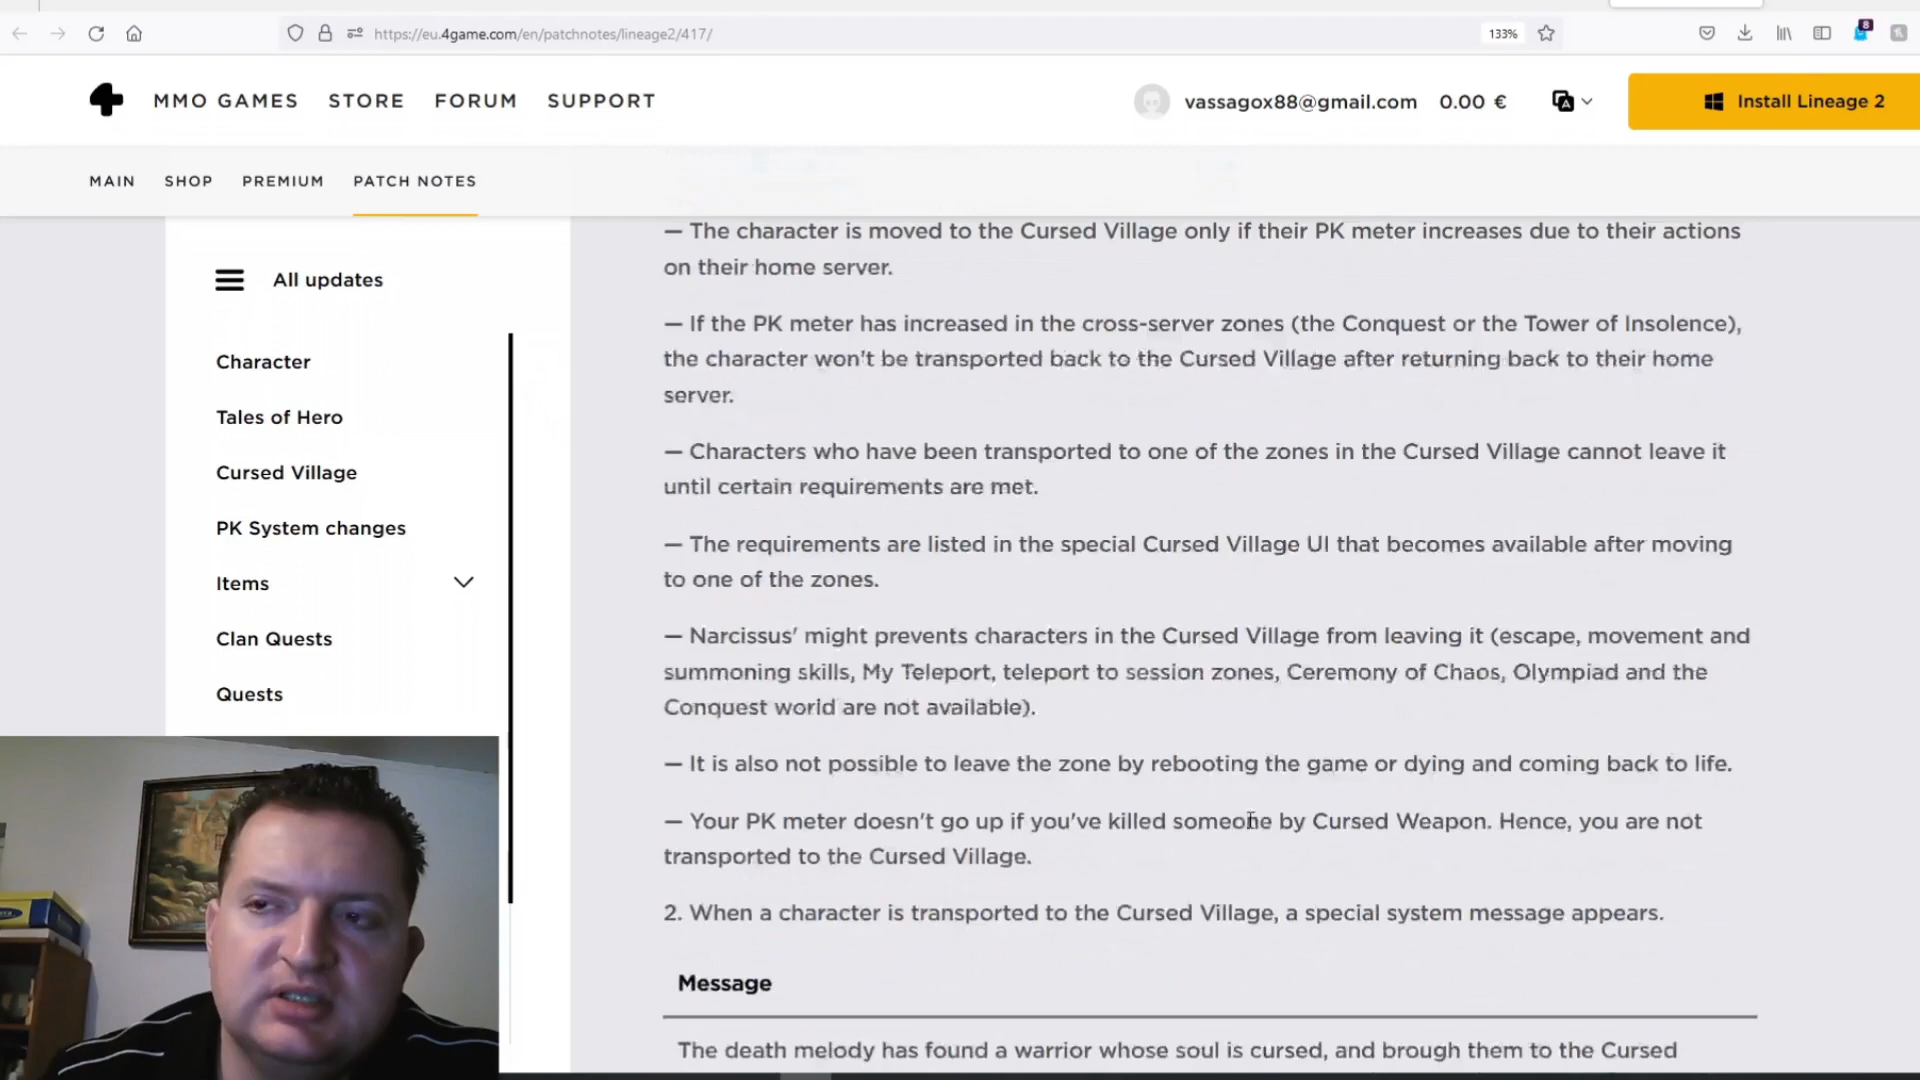 https://eu.4game.com/en/patchnotes/lineage2/417/
133%
8
MMO GAMES STORE FORUM SUPPORT
vassagox88@gmail.com 0.00 €
Install Lineage 2
MAIN SHOP PREMIUM PATCH NOTES
All updates
Character
Tales of Hero
Cursed Village
PK System changes
Items
Clan Quests
Quests
— The character is moved to the Cursed Village only if their PK meter increases due to their actions
on their home server.
— If the PK meter has increased in the cross-server zones (the Conquest or the Tower of Insolence),
the character won't be transported back to the Cursed Village after returning back to their home
server.
— Characters who have been transported to one of the zones in the Cursed Village cannot leave it
until certain requirements are met.
— The requirements are listed in the special Cursed Village UI that becomes available after moving
to one of the zones.
— Narcissus' might prevents characters in the Cursed Village from leaving it (escape, movement and
summoning skills, My Teleport, teleport to session zones, Ceremony of Chaos, Olympiad and the
Conquest world are not available).
— It is also not possible to leave the zone by rebooting the game or dying and coming back to life.
— Your PK meter doesn't go up if you've killed someone by Cursed Weapon. Hence, you are not
transported to the Cursed Village.
2. When a character is transported to the Cursed Village, a special system message appears.
Message
The death melody has found a warrior whose soul is cursed, and brough them to the Cursed